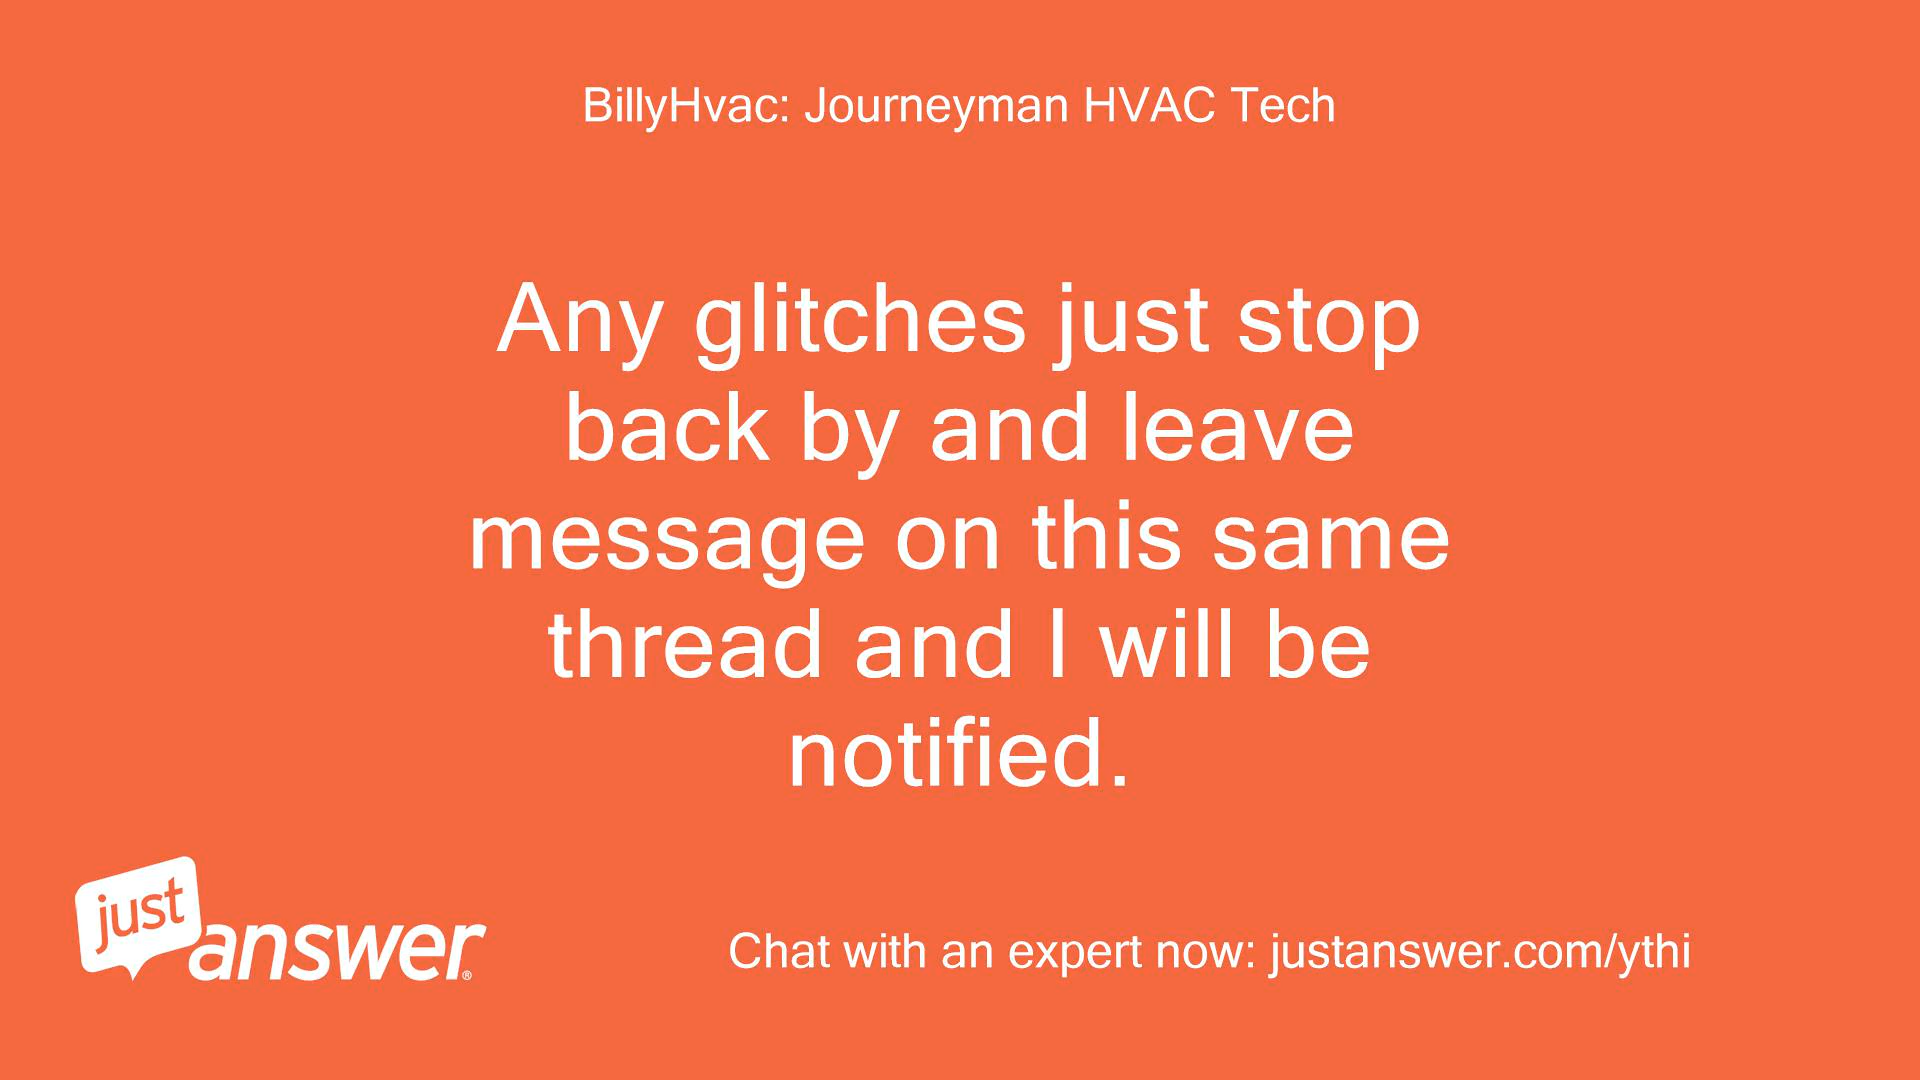 BillyHvac: Journeyman HVAC Tech
Any glitches just stop
back by and leave
message on this same
thread and I will be
notified.
just
answer®
Chat with an expert now: justanswer.com/ythi